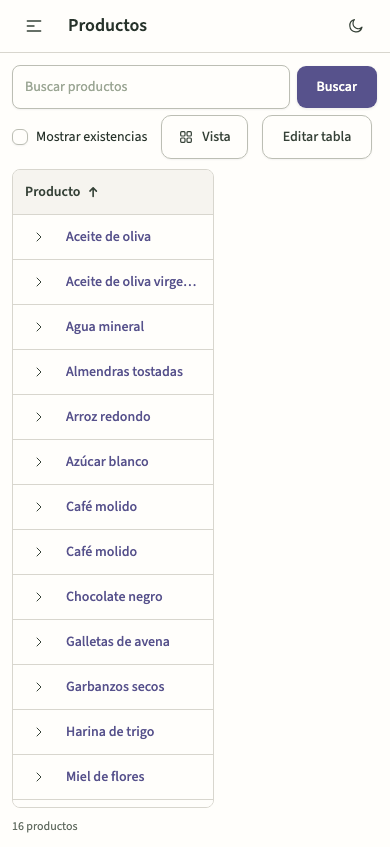 Productos
Buscar productos
Buscar
Mostrar existencias
Vista
Editar tabla
Producto ↑
Aceite de oliva
Aceite de oliva virge…
Agua mineral
Almendras tostadas
Arroz redondo
Azúcar blanco
Café molido
Café molido
Chocolate negro
Galletas de avena
Garbanzos secos
Harina de trigo
Miel de flores
16 productos